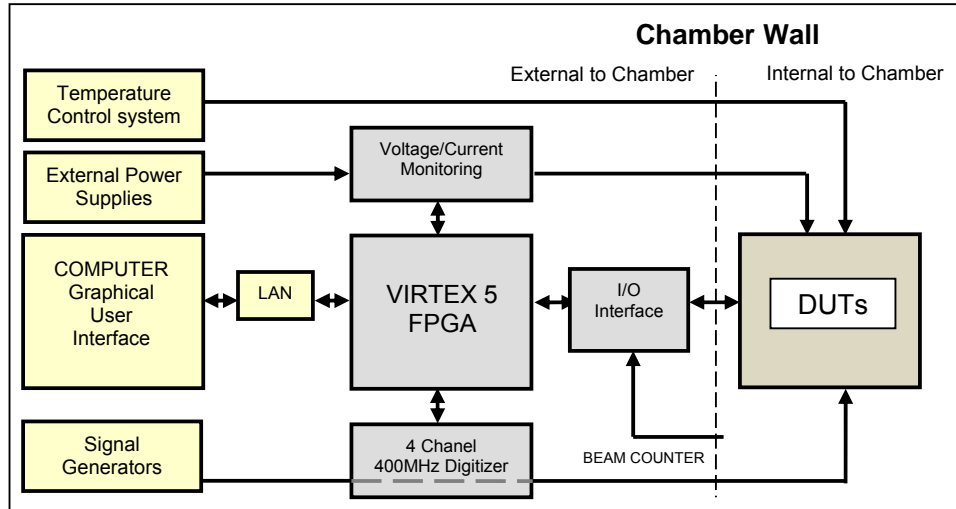 Chamber Wall
External to Chamber
Internal to Chamber
Temperature
Control system
Voltage/Current
Monitoring
External Power
Supplies
COMPUTER
Graphical
User
Interface
LAN
VIRTEX 5
FPGA
I/O
Interface
DUTs
Signal
Generators
4 Chanel
400MHz Digitizer
BEAM COUNTER